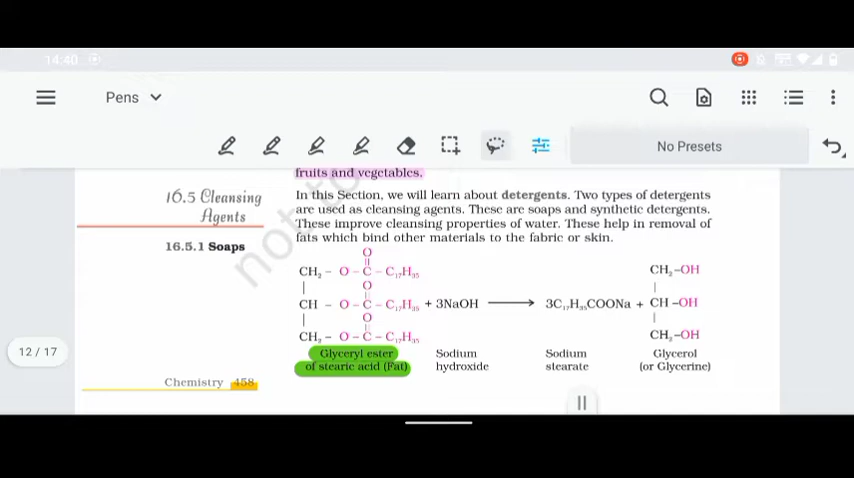 14:40
Pens
No Presets
fruits and vegetables.
16.5 Cleansing
Agents
In this Section, we will learn about detergents. Two types of detergents
are used as cleansing agents. These are soaps and synthetic detergents.
These improve cleansing properties of water. These help in removal of
fats which bind other materials to the fabric or skin.
16.5.1 Soaps
not to
O
||
CH₂ – O – C – C₁₇H₃₅
|
O
||
CH – O – C – C₁₇H₃₅ + 3NaOH ⟶ 3C₁₇H₃₅COONa +
|
O
||
CH₂ – O – C – C₁₇H₃₅
CH₂–OH
|
CH –OH
|
CH₂–OH
Glyceryl ester
of stearic acid (Fat)
Sodium
hydroxide
Sodium
stearate
Glycerol
(or Glycerine)
12 / 17
Chemistry 458